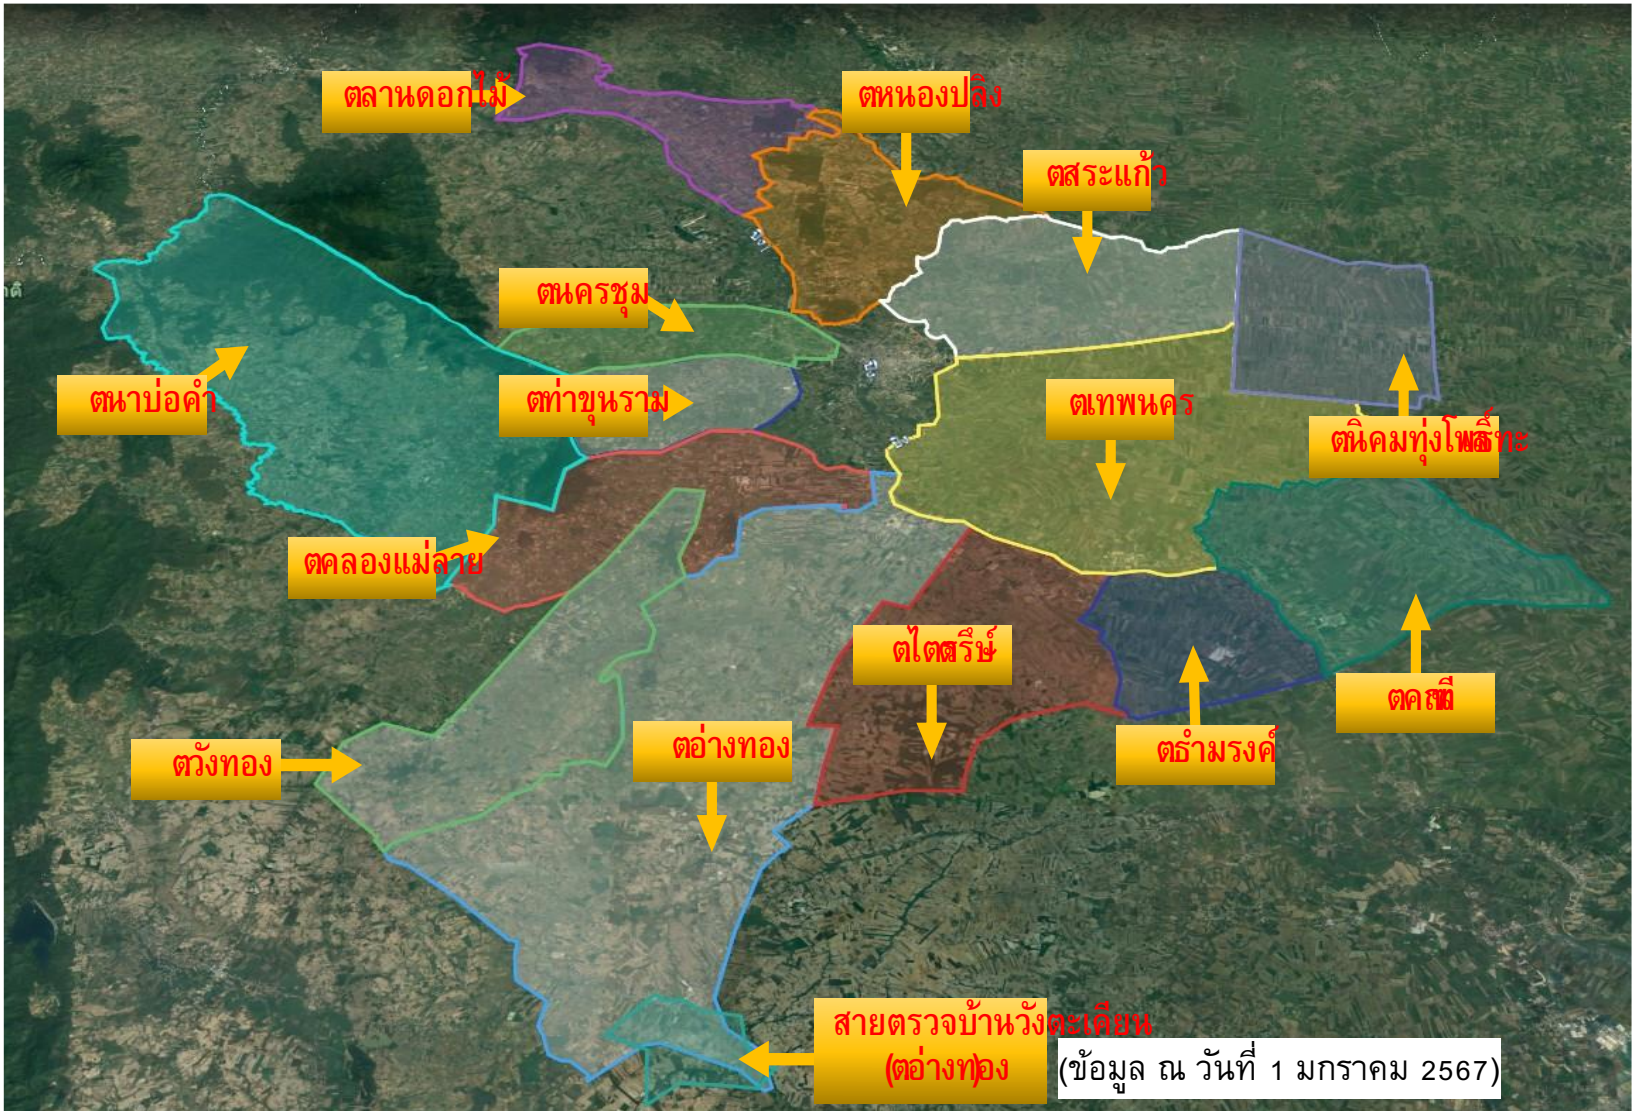 ตลานดอกไม้
ตหนองปลิง
ตสระแก้ว
ตนครชุม
ตนาบ่อคำ
ตท่าขุนราม
ตเทพนคร
ตนิคมทุ่งโพธิ์ทะ
ตคลองแม่ลาย
ตไตตรึษ์
ตคณฑี
ตวังทอง
ตอ่างทอง
ตธำมรงค์
สายตรวจบ้านวังตะเคียน
(ตอ่างทอง)
(ข้อมูล ณ วันที่ 1 มกราคม 2567)